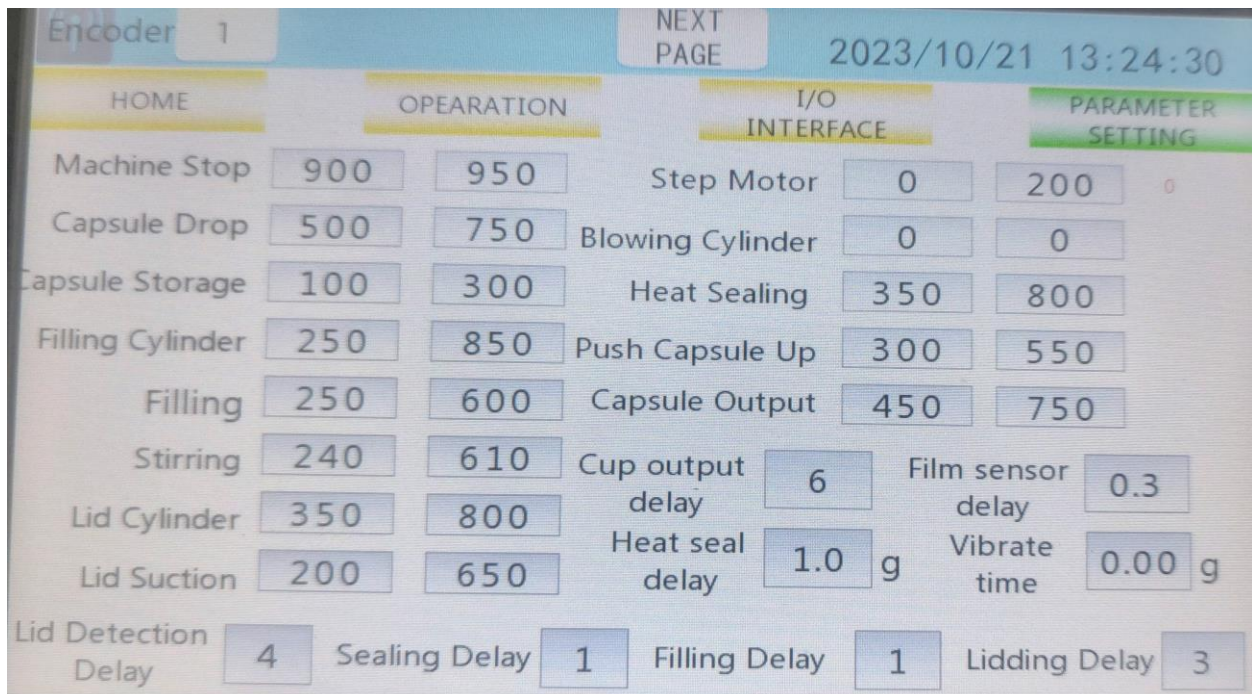 Encoder 1
NEXT
PAGE
2023/10/21 13:24:30
HOME
OPEARATION
I/O
INTERFACE
PARAMETER
SETTING
Machine Stop 900 950
Step Motor 0 200 0
Capsule Drop 500 750
Blowing Cylinder 0 0
Capsule Storage 100 300
Heat Sealing 350 800
Filling Cylinder 250 850
Push Capsule Up 300 550
Filling 250 600
Capsule Output 450 750
Stirring 240 610
Cup output
delay 6
Film sensor
delay 0.3
Lid Cylinder 350 800
Heat seal
delay 1.0 g
Vibrate
time 0.00 g
Lid Suction 200 650
Lid Detection
Delay 4
Sealing Delay 1
Filling Delay 1
Lidding Delay 3